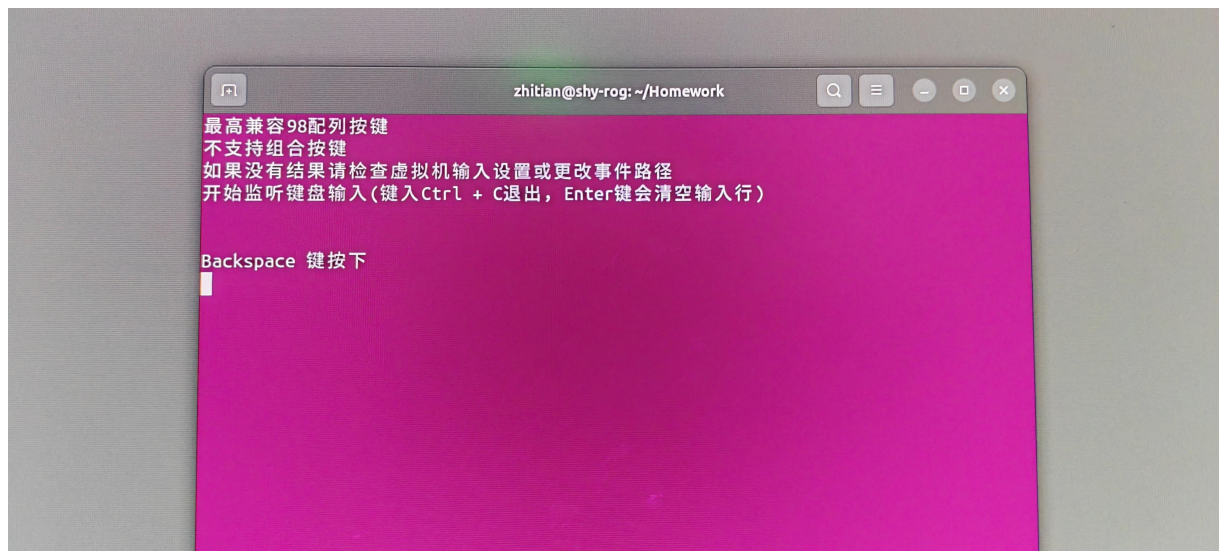 zhitian@shy-rog: ~/Homework
最高兼容98配列按键
不支持组合按键
如果没有结果请检查虚拟机输入设置或更改事件路径
开始监听键盘输入(键入Ctrl + C退出，Enter键会清空输入行)
Backspace 键按下